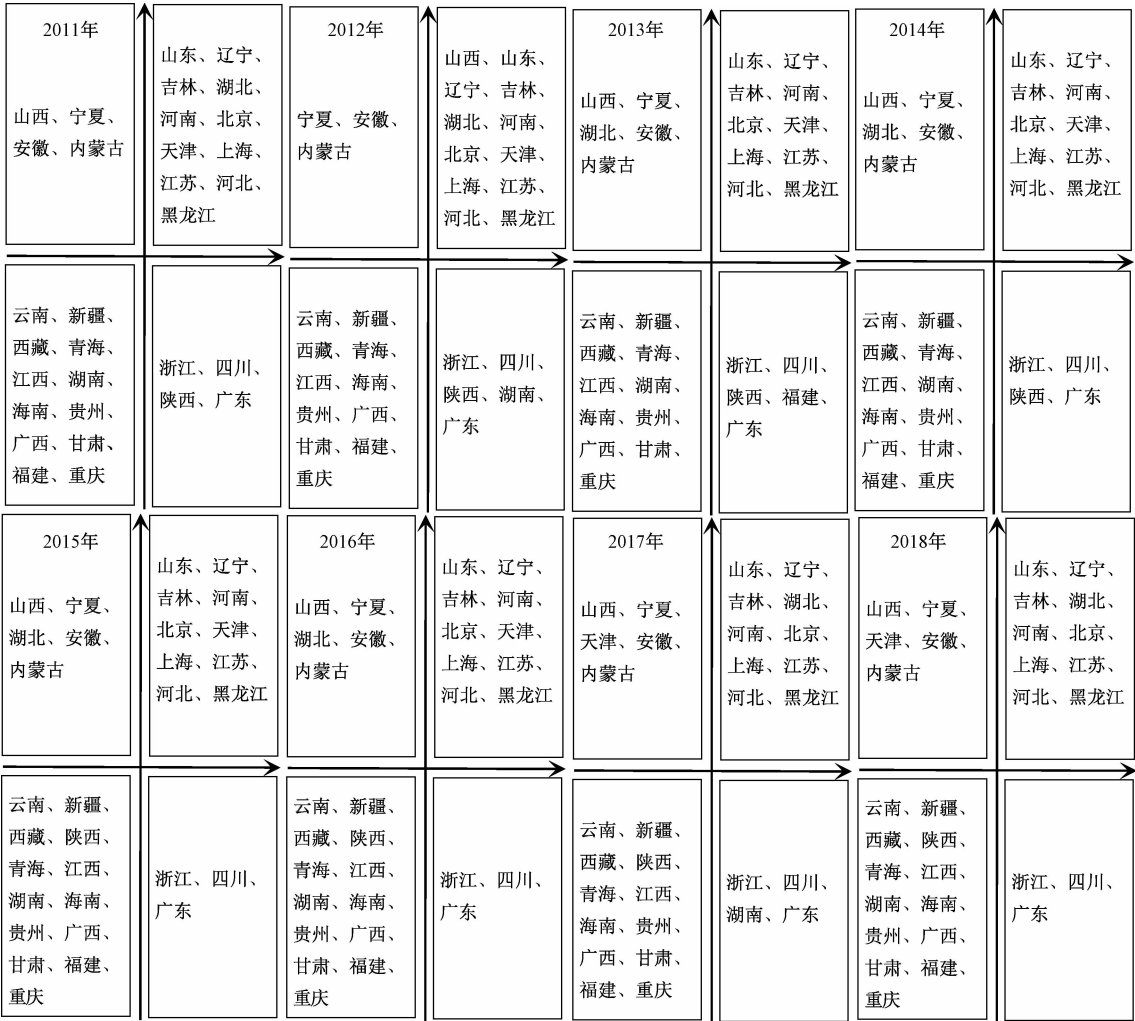 2011年
山西、宁夏、
安徽、内蒙古
山东、辽宁、
吉林、湖北、
河南、北京、
天津、上海、
江苏、河北、
黑龙江
云南、新疆、
西藏、青海、
江西、湖南、
海南、贵州、
广西、甘肃、
福建、重庆
浙江、四川、
陕西、广东
2012年
宁夏、安徽、
内蒙古
山西、山东、
辽宁、吉林、
湖北、河南、
北京、天津、
上海、江苏、
河北、黑龙江
云南、新疆、
西藏、青海、
江西、海南、
贵州、广西、
甘肃、福建、
重庆
浙江、四川、
陕西、湖南、
广东
2013年
山西、宁夏、
湖北、安徽、
内蒙古
山东、辽宁、
吉林、河南、
北京、天津、
上海、江苏、
河北、黑龙江
云南、新疆、
西藏、青海、
江西、湖南、
海南、贵州、
广西、甘肃、
重庆
浙江、四川、
陕西、福建、
广东
2014年
山西、宁夏、
湖北、安徽、
内蒙古
山东、辽宁、
吉林、河南、
北京、天津、
上海、江苏、
河北、黑龙江
云南、新疆、
西藏、青海、
江西、湖南、
海南、贵州、
广西、甘肃、
福建、重庆
浙江、四川、
陕西、广东
2015年
山西、宁夏、
湖北、安徽、
内蒙古
山东、辽宁、
吉林、河南、
北京、天津、
上海、江苏、
河北、黑龙江
云南、新疆、
西藏、陕西、
青海、江西、
湖南、海南、
贵州、广西、
甘肃、福建、
重庆
浙江、四川、
广东
2016年
山西、宁夏、
湖北、安徽、
内蒙古
山东、辽宁、
吉林、河南、
北京、天津、
上海、江苏、
河北、黑龙江
云南、新疆、
西藏、陕西、
青海、江西、
湖南、海南、
贵州、广西、
甘肃、福建、
重庆
浙江、四川、
广东
2017年
山西、宁夏、
天津、安徽、
内蒙古
山东、辽宁、
吉林、湖北、
河南、北京、
上海、江苏、
河北、黑龙江
云南、新疆、
西藏、陕西、
青海、江西、
海南、贵州、
广西、甘肃、
福建、重庆
浙江、四川、
湖南、广东
2018年
山西、宁夏、
天津、安徽、
内蒙古
山东、辽宁、
吉林、湖北、
河南、北京、
上海、江苏、
河北、黑龙江
云南、新疆、
西藏、陕西、
青海、江西、
湖南、海南、
贵州、广西、
甘肃、福建、
重庆
浙江、四川、
广东